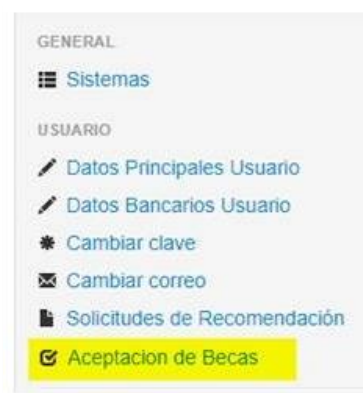 GENERAL
Sistemas
USUARIO
Datos Principales Usuario
Datos Bancarios Usuario
Cambiar clave
Cambiar correo
Solicitudes de Recomendación
Aceptacion de Becas